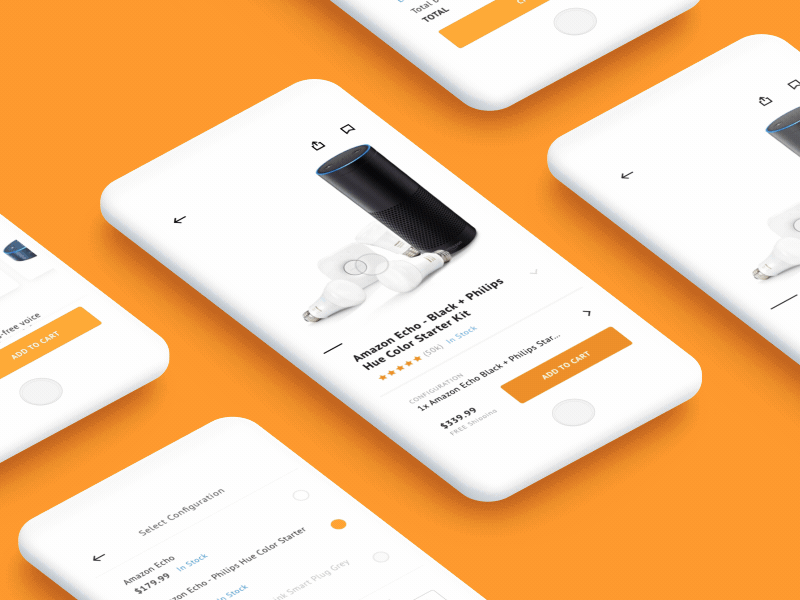 Total
TOTAL
-free voice
ADD TO CART
Amazon Echo - Black + Philips
Hue Color Starter Kit
(50k) In Stock
CONFIGURATION
1x Amazon Echo Black + Philips Star...
$339.99
FREE Shipping
ADD TO CART
Select Configuration
Amazon Echo
$179.99 In Stock
Echo - Philips Hue Color Starter
In Stock
Smart Plug Grey